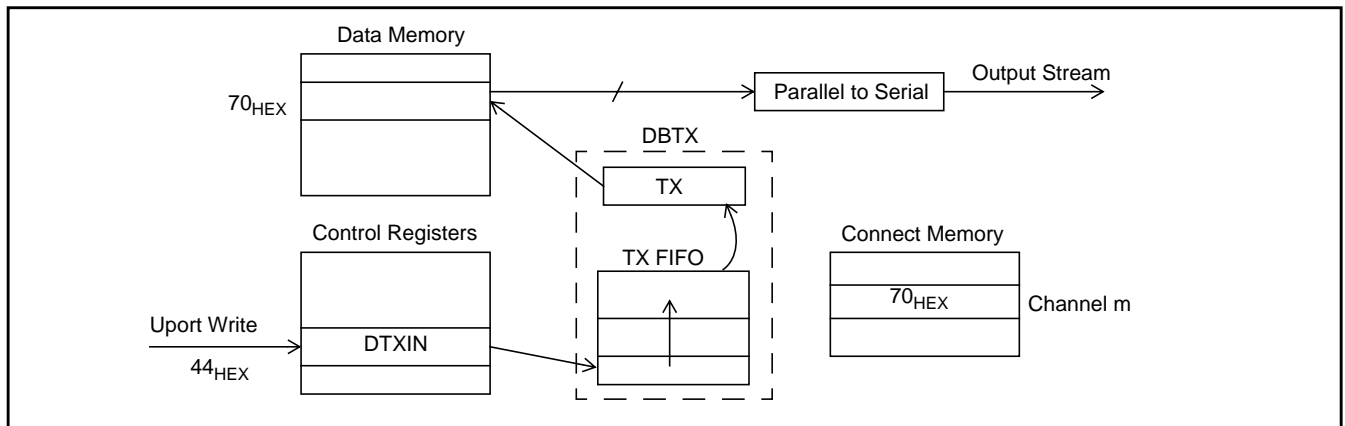 Data Memory
70HEX
Parallel to Serial
Output Stream
DBTX
TX
Control Registers
TX FIFO
Connect Memory
70HEX
Channel m
Uport Write
44HEX
DTXIN